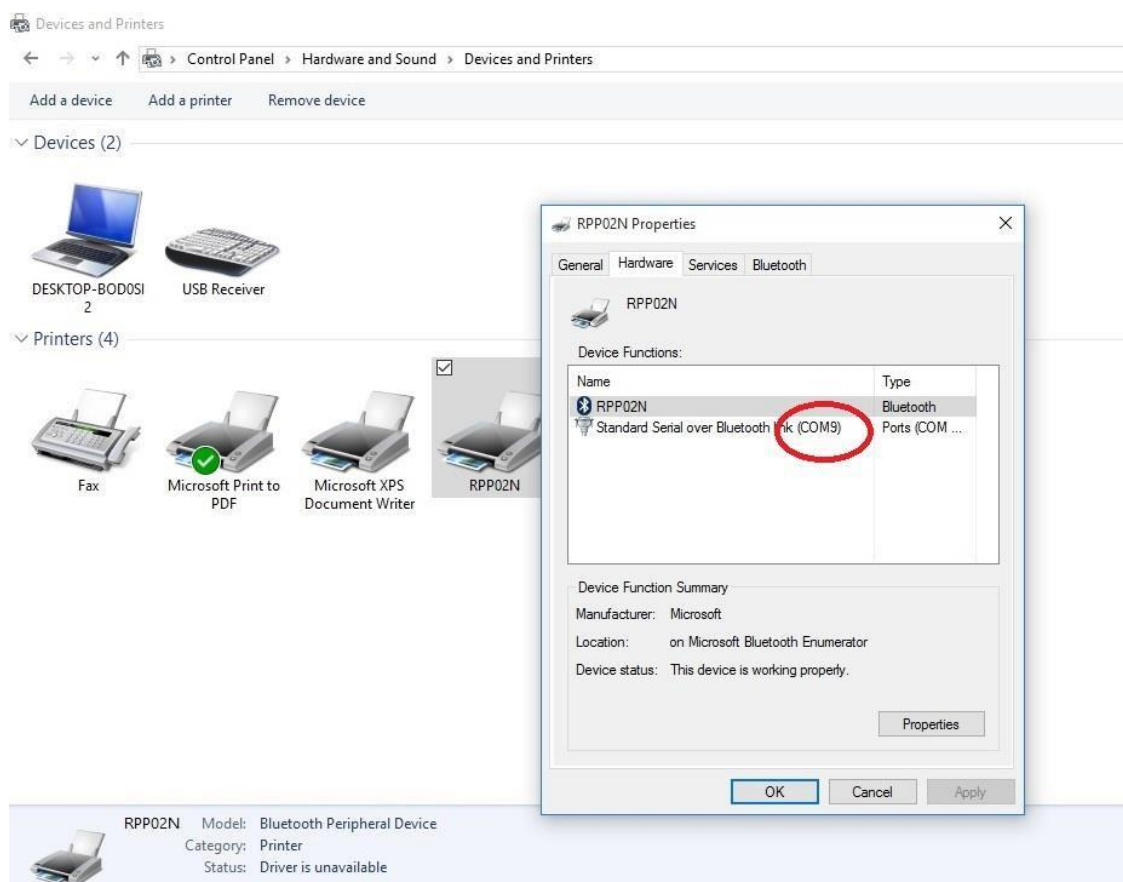 Devices and Printers
Control Panel > Hardware and Sound > Devices and Printers
Add a device Add a printer Remove device
Devices (2)
DESKTOP-BOD0SI
2
USB Receiver
Printers (4)
Fax
Microsoft Print to
PDF
Microsoft XPS
Document Writer
RPP02N
RPP02N Properties
General Hardware Services Bluetooth
RPP02N
Device Functions:
Name Type
RPP02N Bluetooth
Standard Serial over Bluetooth (COM9) Ports (COM ...
Device Function Summary
Manufacturer: Microsoft
Location: on Microsoft Bluetooth Enumerator
Device status: This device is working properly.
Properties
OK Cancel Apply
RPP02N Model: Bluetooth Peripheral Device
Category: Printer
Status: Driver is unavailable